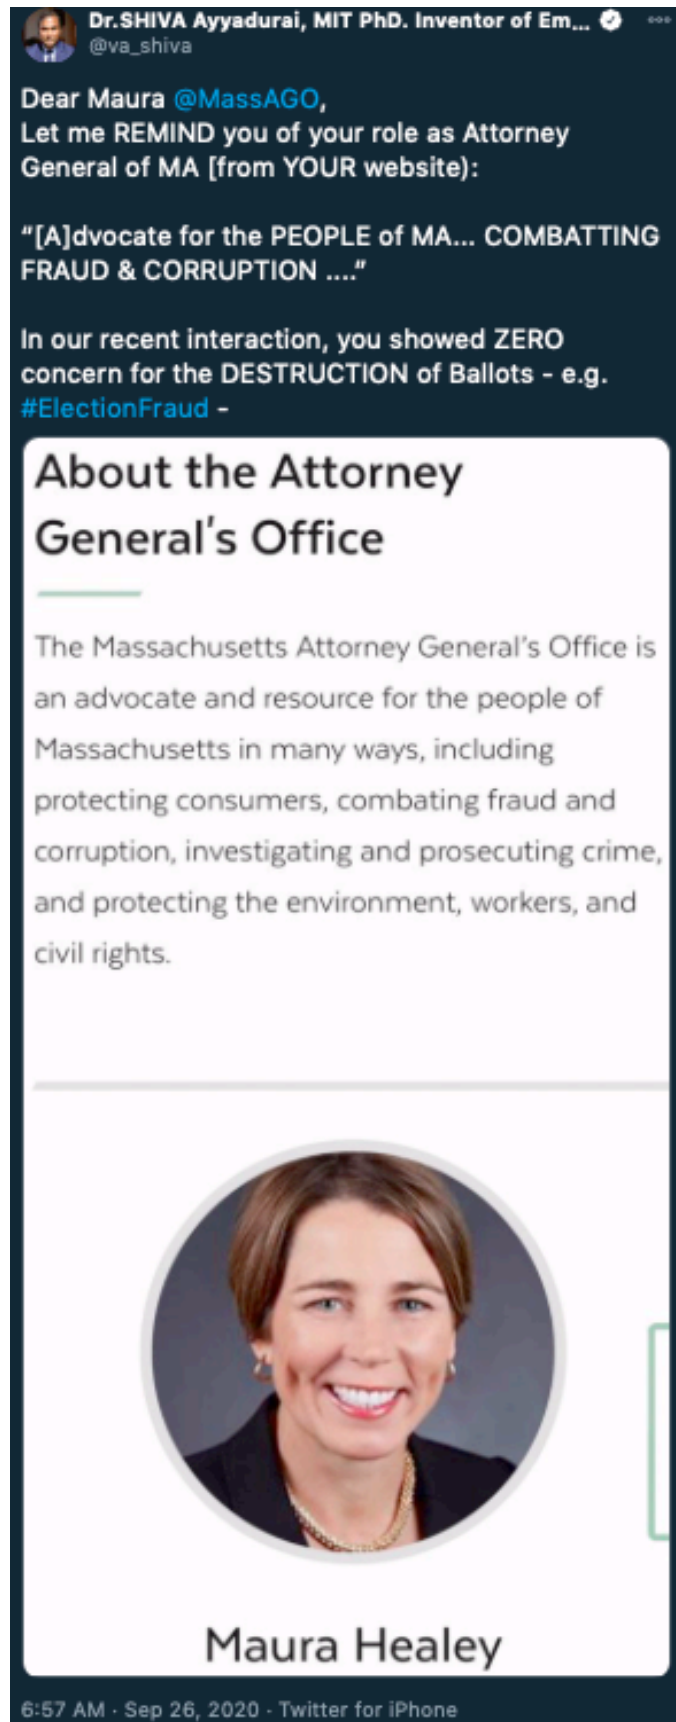 Dr.SHIVA Ayyadurai, MIT PhD. Inventor of Em...
@va_shiva
Dear Maura @MassAGO,
Let me REMIND you of your role as Attorney
General of MA [from YOUR website):
“[A]dvocate for the PEOPLE of MA... COMBATTING
FRAUD & CORRUPTION ....”
In our recent interaction, you showed ZERO
concern for the DESTRUCTION of Ballots - e.g.
#ElectionFraud -
About the Attorney
General's Office
The Massachusetts Attorney General's Office is
an advocate and resource for the people of
Massachusetts in many ways, including
protecting consumers, combating fraud and
corruption, investigating and prosecuting crime,
and protecting the environment, workers, and
civil rights.
Maura Healey
6:57 AM · Sep 26, 2020 · Twitter for iPhone